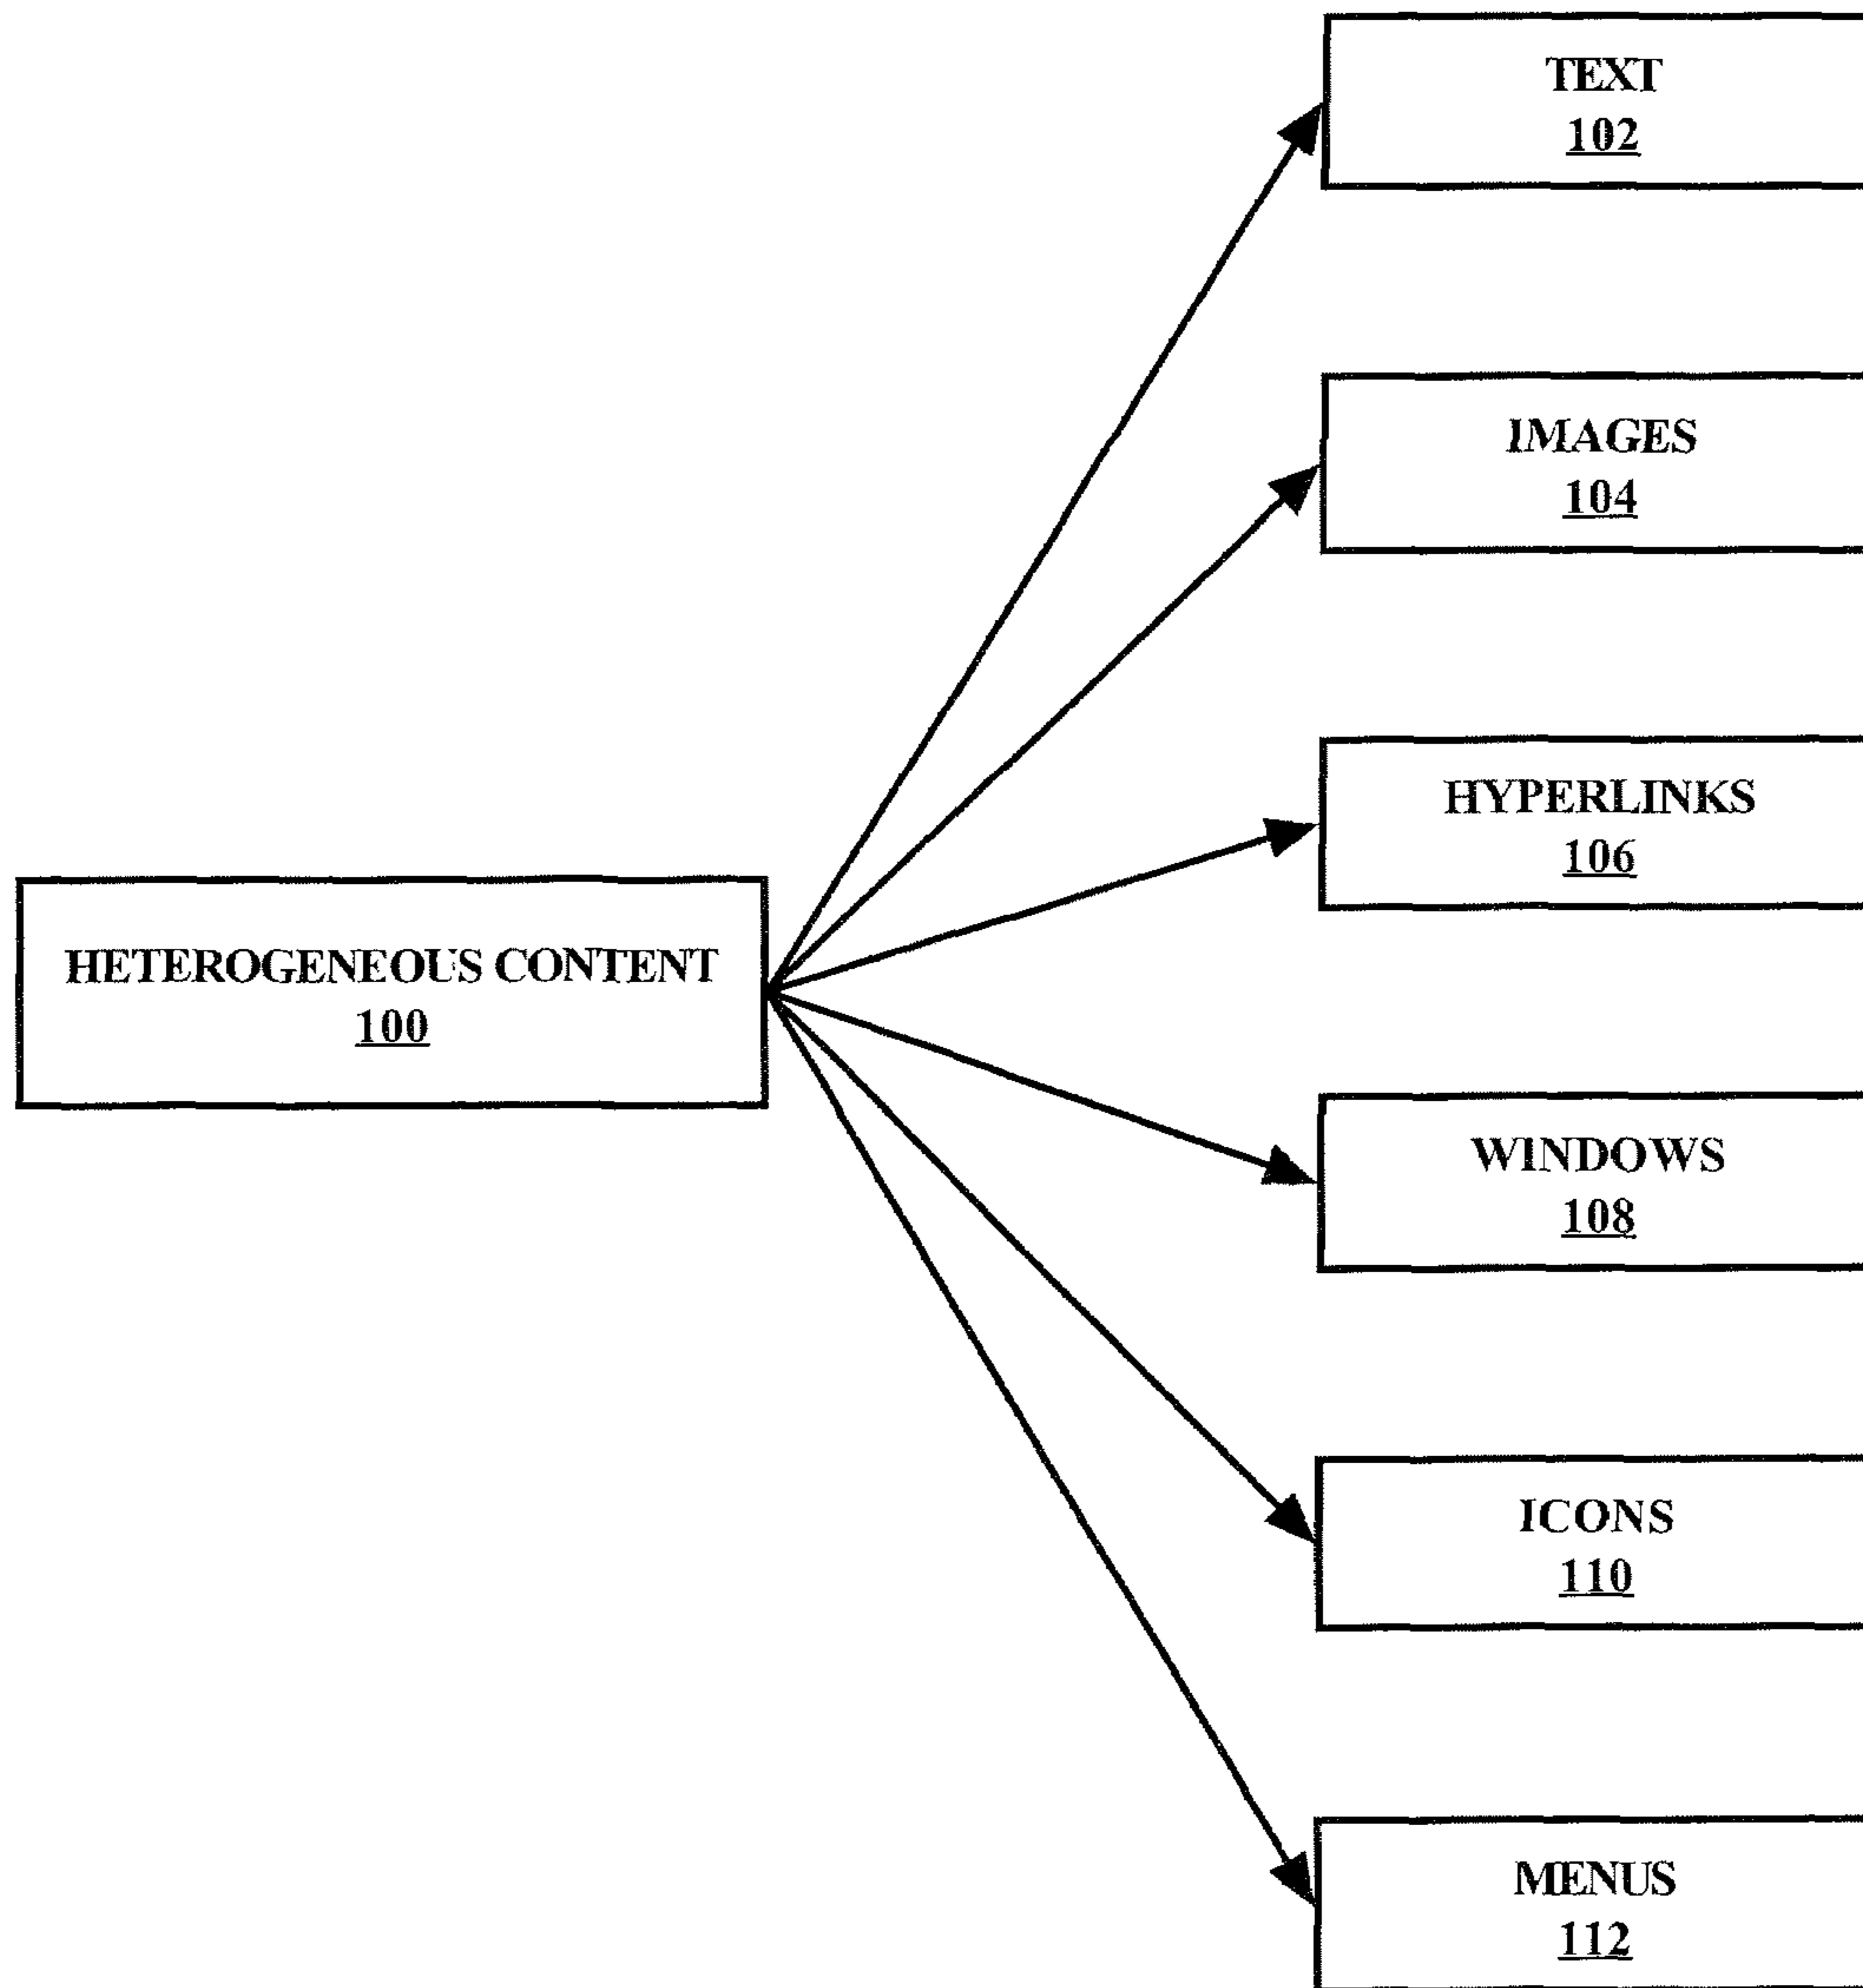 TEXT
102
IMAGES
104
HYPERLINKS
106
HETEROGENEOUS CONTENT
100
WINDOWS
108
ICONS
110
MENUS
112